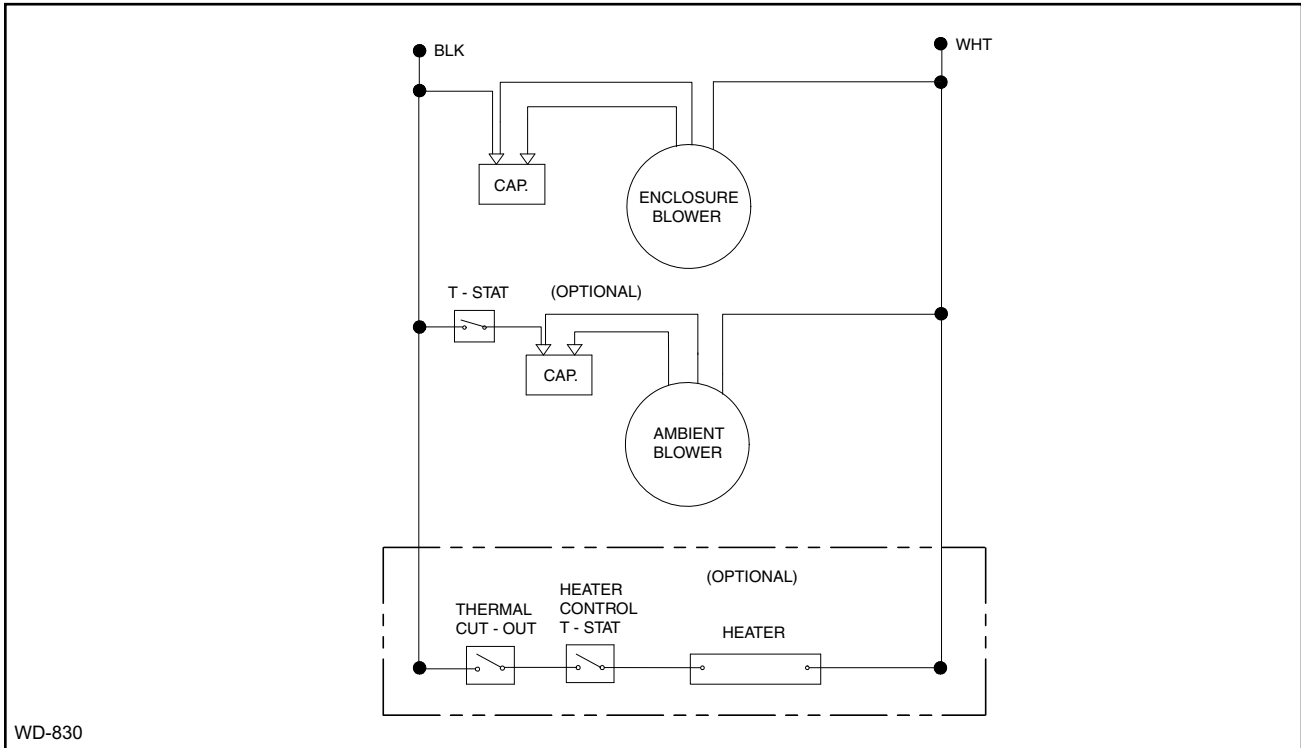 BLK
WHT
CAP.
ENCLOSURE
BLOWER
T - STAT
(OPTIONAL)
CAP.
AMBIENT
BLOWER
(OPTIONAL)
THERMAL
CUT - OUT
HEATER
CONTROL
T - STAT
HEATER
WD-830